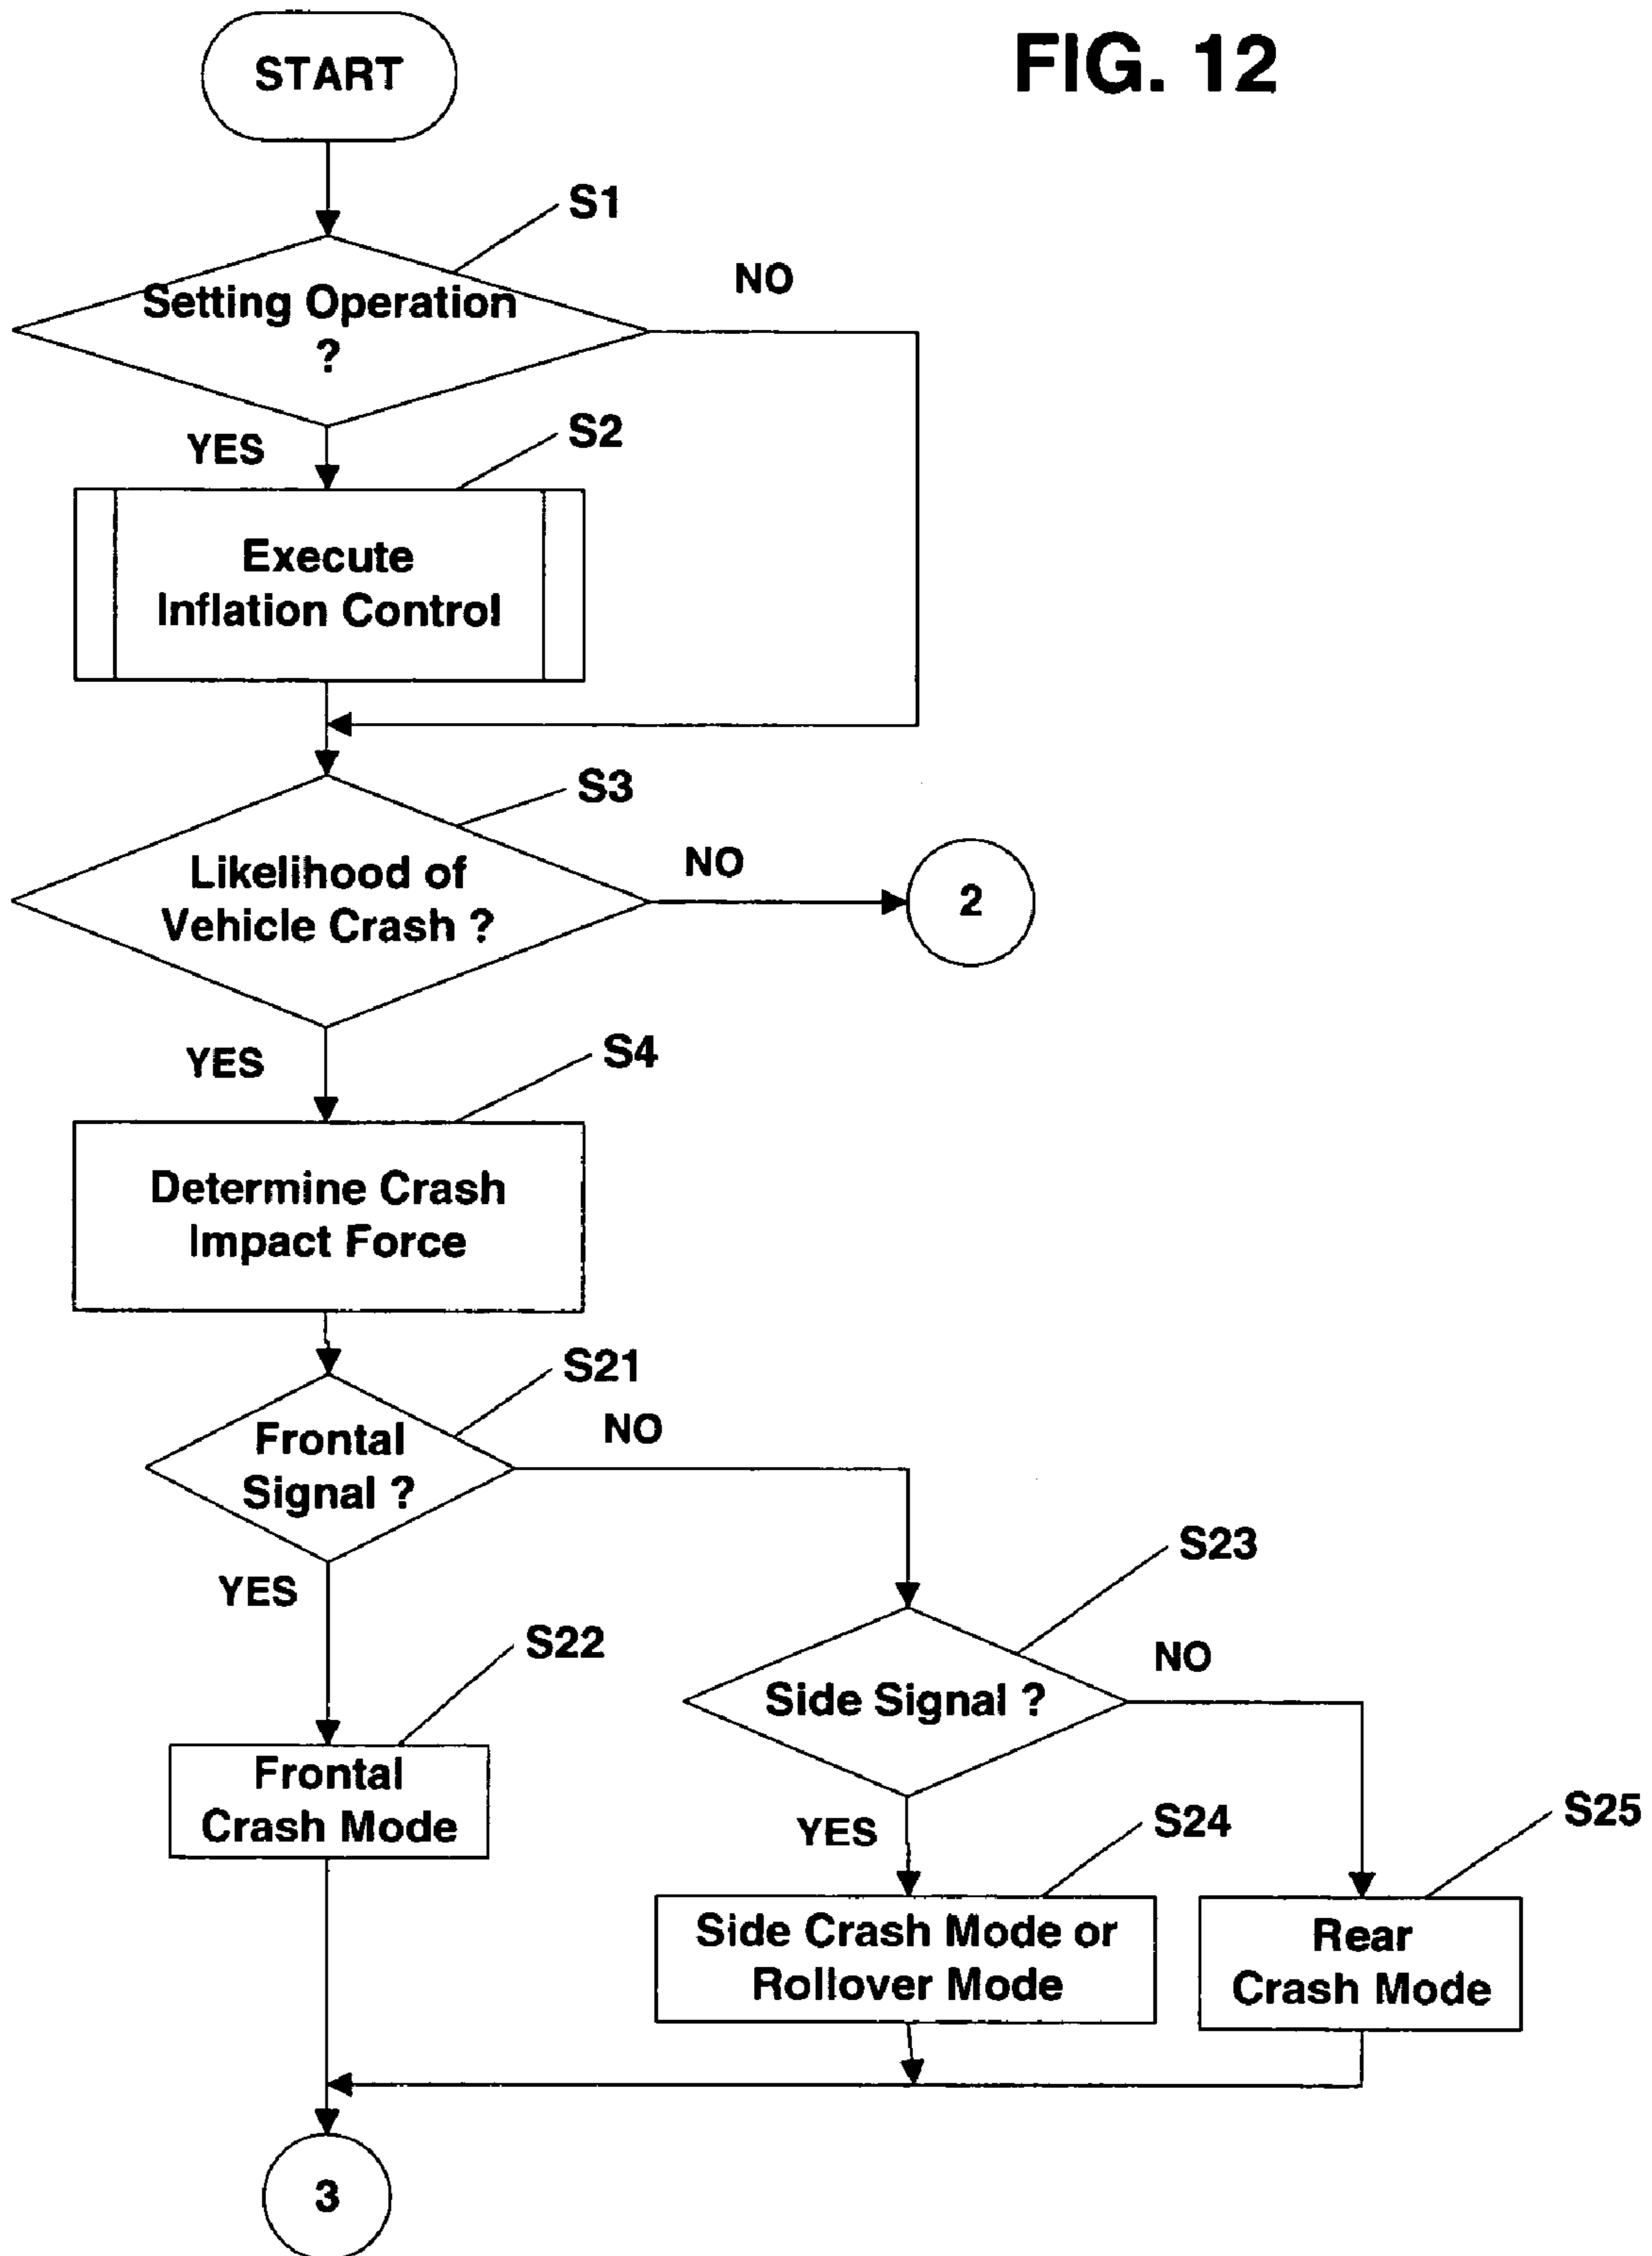 FIG. 12
START
S1
Setting Operation
?
NO
YES
S2
Execute
Inflation Control
S3
Likelihood of
Vehicle Crash ?
NO
2
YES
S4
Determine Crash
Impact Force
S21
Frontal
Signal ?
NO
YES
S23
S22
Side Signal ?
NO
Frontal
Crash Mode
YES
S24
S25
Side Crash Mode or
Rollover Mode
Rear
Crash Mode
3